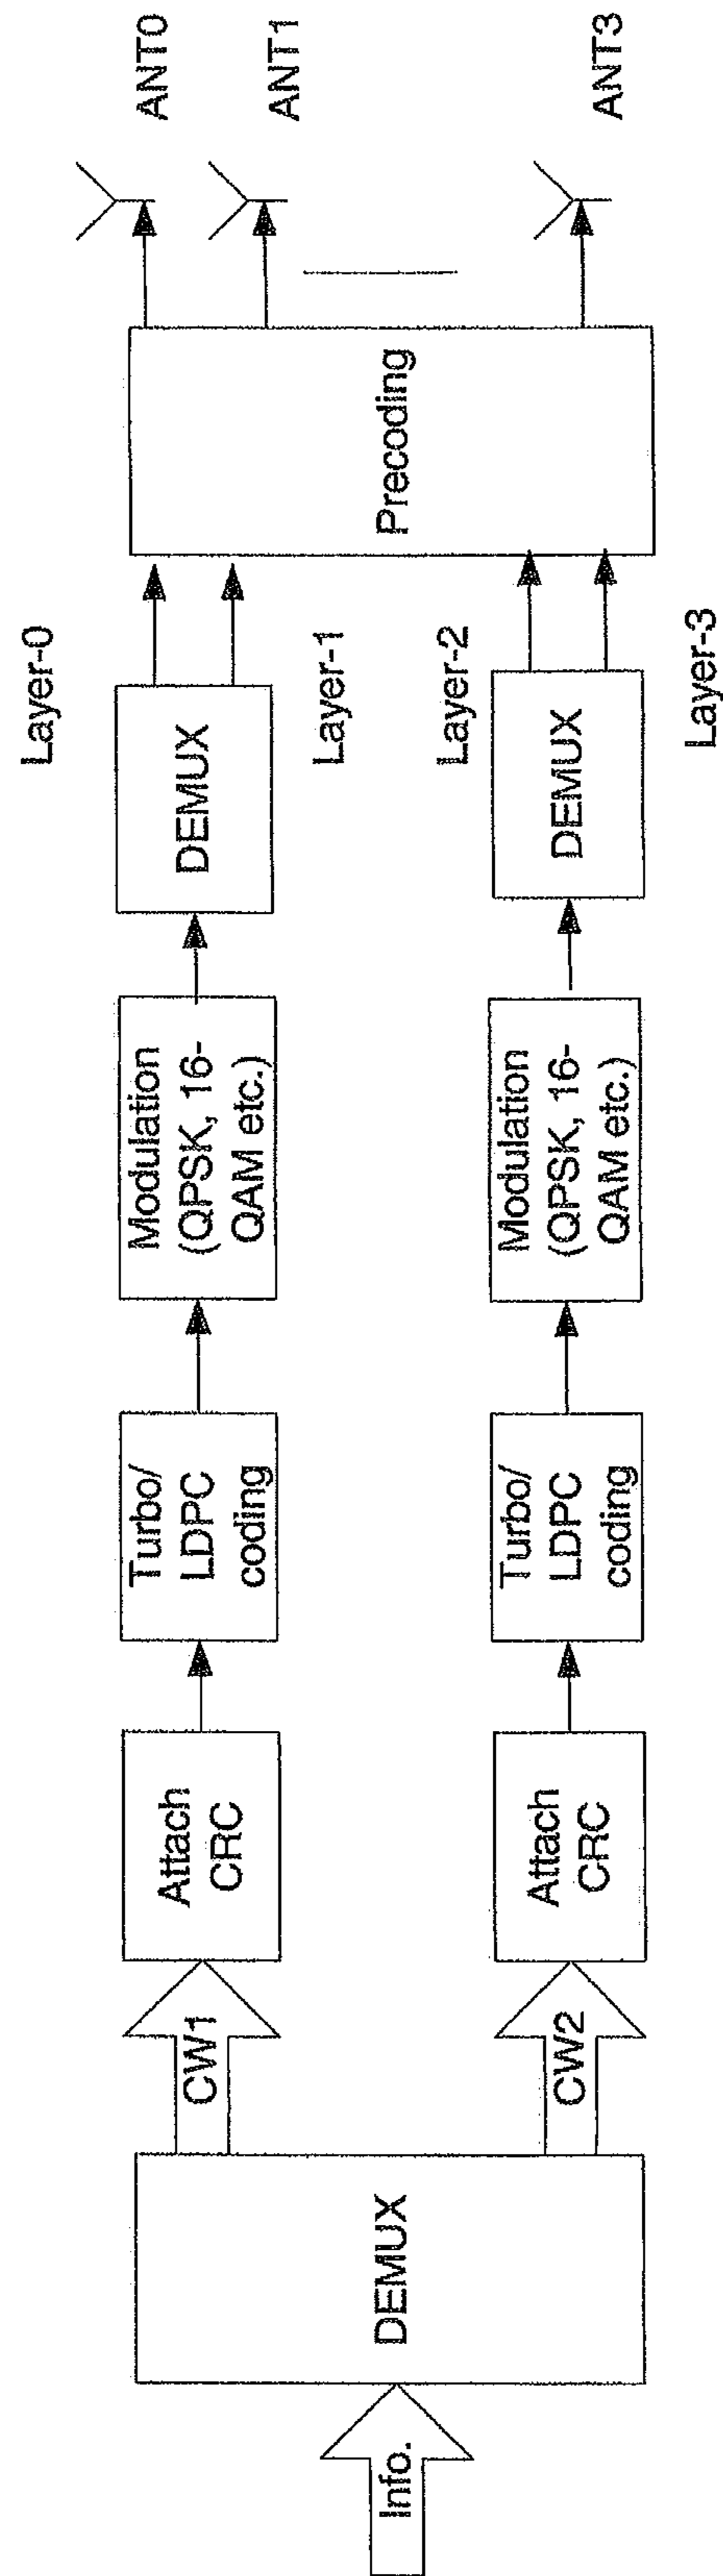 Info.
DEMUX
CW1
Attach
CRC
Turbo/
LDPC
coding
Modulation
(QPSK, 16-
QAM etc.)
DEMUX
Layer-0
Layer-1
CW2
Attach
CRC
Turbo/
LDPC
coding
Modulation
(QPSK, 16-
QAM etc.)
DEMUX
Layer-2
Layer-3
Precoding
ANT0
ANT1
ANT3